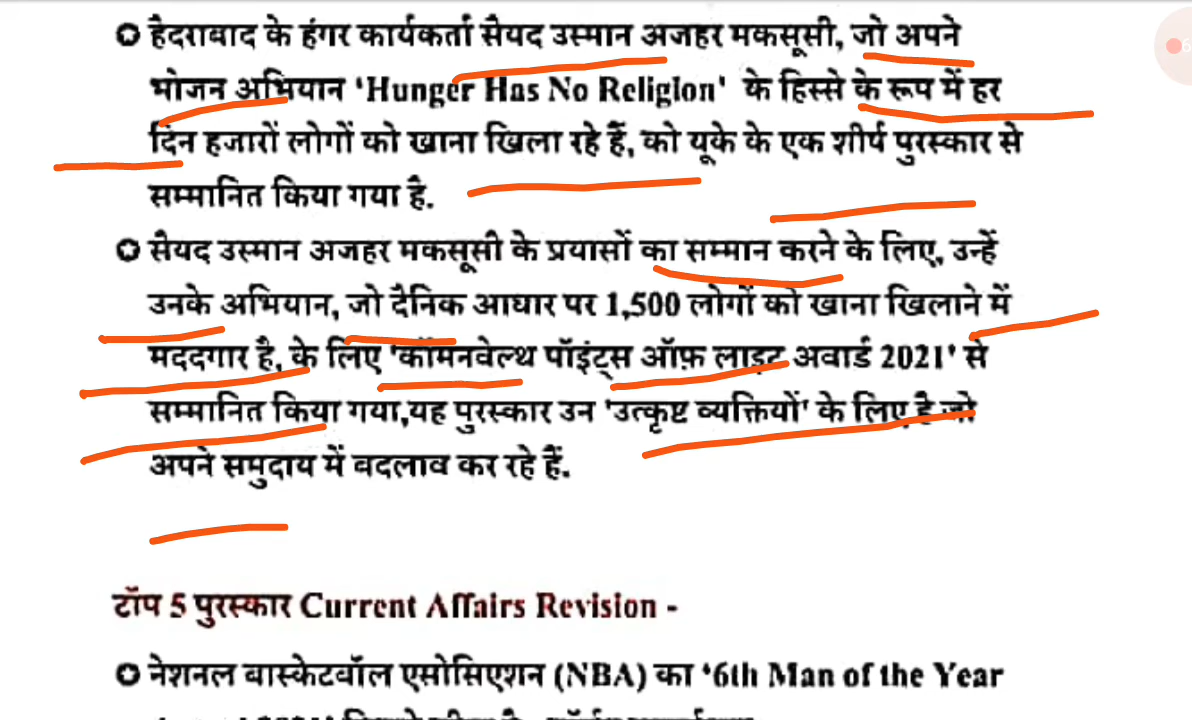 ✪ हैदराबाद के हंगर कार्यकर्ता सैयद उस्मान अजहर मकसूसी, जो अपने
भोजन अभियान ‘Hunger Has No Religion' के हिस्से के रूप में हर
दिन हजारों लोगों को खाना खिला रहे हैं, को यूके के एक शीर्ष पुरस्कार से
सम्मानित किया गया है.
✪ सैयद उस्मान अजहर मकसूसी के प्रयासों का सम्मान करने के लिए, उन्हें
उनके अभियान, जो दैनिक आधार पर 1,500 लोगों को खाना खिलाने में
मददगार है, के लिए 'कॉमनवेल्थ पॉइंट्स ऑफ़ लाइट अवार्ड 2021' से
सम्मानित किया गया,यह पुरस्कार उन 'उत्कृष्ट व्यक्तियों' के लिए है जो
अपने समुदाय में बदलाव कर रहे हैं.
टॉप 5 पुरस्कार Current Affairs Revision -
✪ नेशनल बास्केटबॉल एसोसिएशन (NBA) का ‘6th Man of the Year